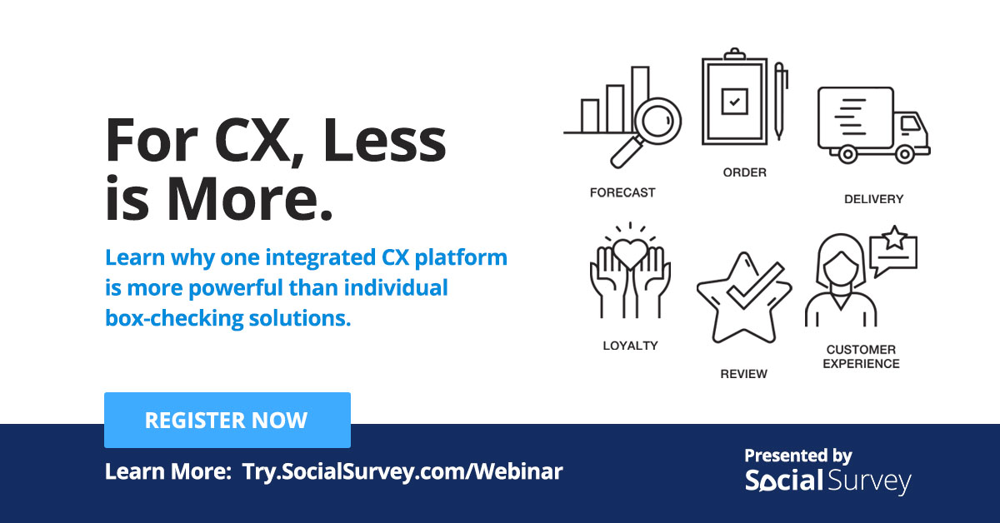 For CX, Less
is More.
Learn why one integrated CX platform
is more powerful than individual
box-checking solutions.
REGISTER NOW
Learn More: Try.SocialSurvey.com/Webinar
FORECAST
ORDER
DELIVERY
LOYALTY
REVIEW
CUSTOMER
EXPERIENCE
Presented by
SocialSurvey